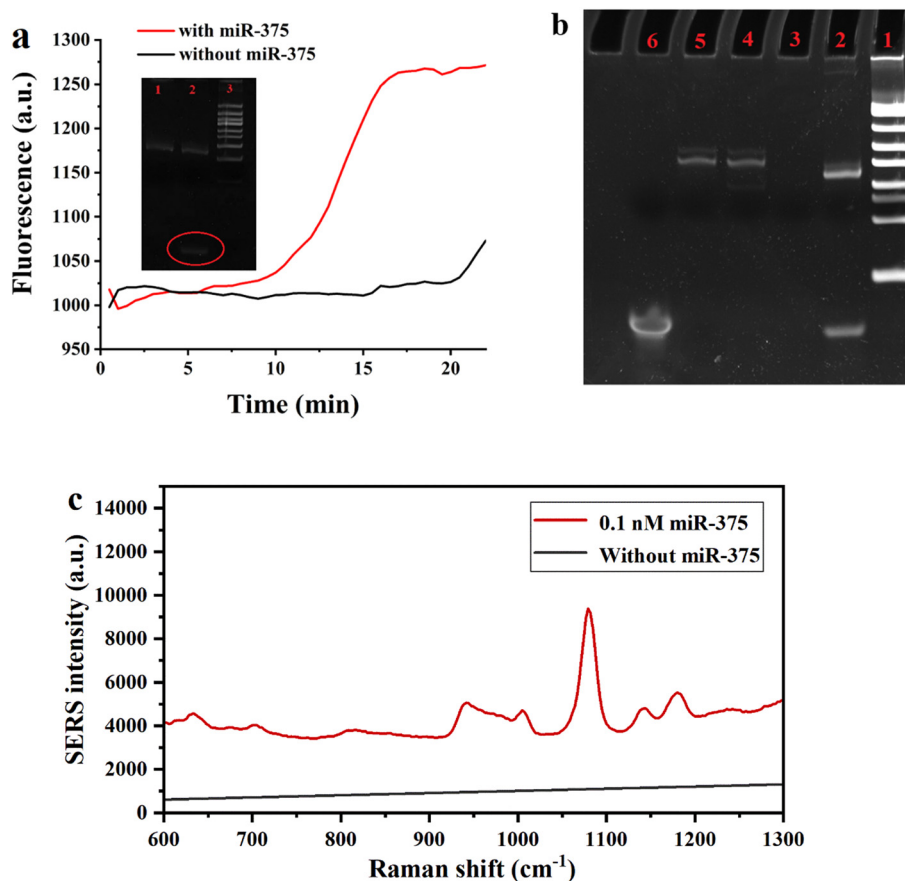 a
with miR-375
without miR-375
Fluorescence (a.u.)
1300
1250
1200
1150
1100
1050
1000
950
0
5
10
15
20
Time (min)
1 2 3
b
6 5 4 3 2 1
c
0.1 nM miR-375
Without miR-375
SERS intensity (a.u.)
14000
12000
10000
8000
6000
4000
2000
0
600 700 800 900 1000 1100 1200 1300
Raman shift (cm⁻¹)